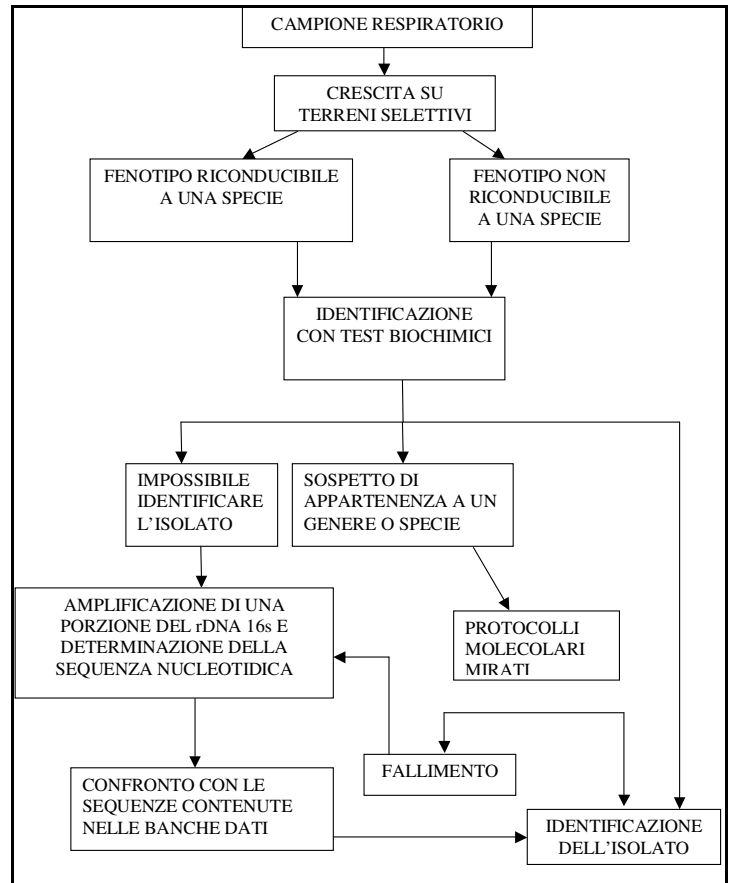 CAMPIONE RESPIRATORIO
CRESCITA SU
TERRENI SELETTIVI
FENOTIPO RICONDUCIBILE
A UNA SPECIE
FENOTIPO NON
RICONDUCIBILE
A UNA SPECIE
IDENTIFICAZIONE
CON TEST BIOCHIMICI
IMPOSSIBILE
IDENTIFICARE
L’ISOLATO
SOSPETTO DI
APPARTENENZA A UN
GENERE O SPECIE
AMPLIFICAZIONE DI UNA
PORZIONE DEL rDNA 16s E
DETERMINAZIONE DELLA
SEQUENZA NUCLEOTIDICA
PROTOCOLLI
MOLECOLARI
MIRATI
FALLIMENTO
CONFRONTO CON LE
SEQUENZE CONTENUTE
NELLE BANCHE DATI
IDENTIFICAZIONE
DELL’ISOLATO